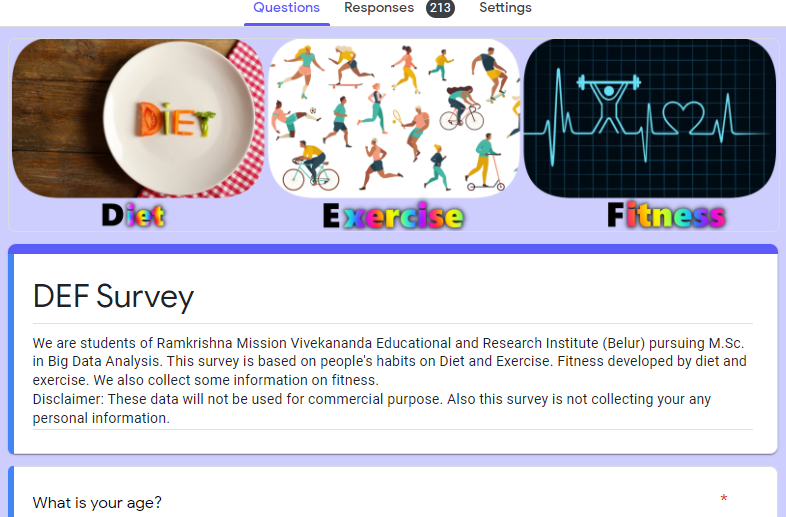 Questions Responses 213 Settings
DiET
Diet Exercise Fitness
DEF Survey
We are students of Ramkrishna Mission Vivekananda Educational and Research Institute (Belur) pursuing M.Sc.
in Big Data Analysis. This survey is based on people's habits on Diet and Exercise. Fitness developed by diet and
exercise. We also collect some information on fitness.
Disclaimer: These data will not be used for commercial purpose. Also this survey is not collecting your any
personal information.
What is your age? *